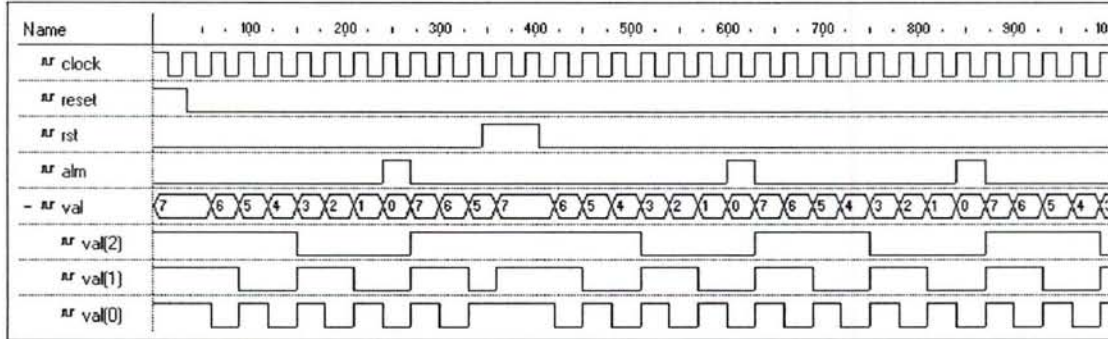 Name 100 200 300 400 500 600 700 800 900 10
clock
reset
rst
alm
- val 7 6 5 4 3 2 1 0 7 6 5 7 6 5 4 3 2 1 0 7 6 5 4 3 2 1 0 7 6 5 4
val(2)
val(1)
val(0)